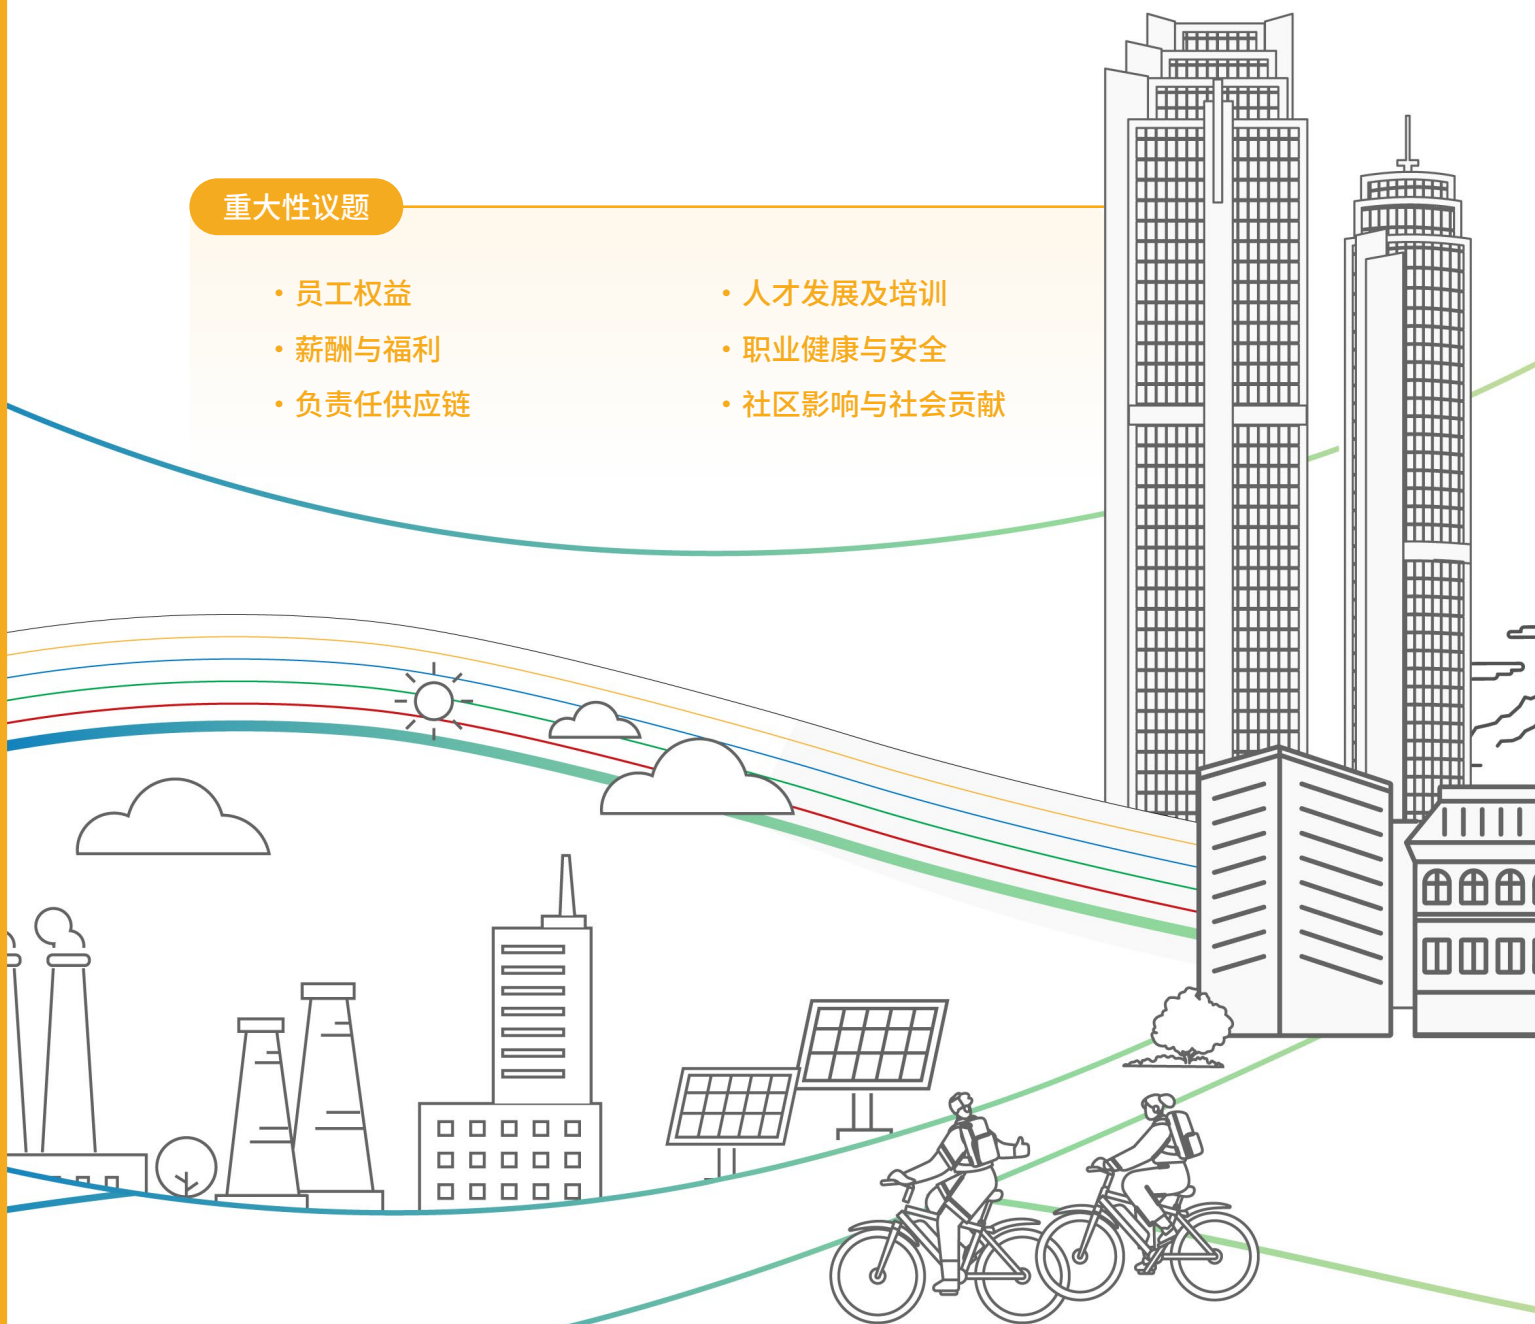 重大性议题
• 员工权益
• 人才发展及培训
• 薪酬与福利
• 职业健康与安全
• 负责任供应链
• 社区影响与社会贡献